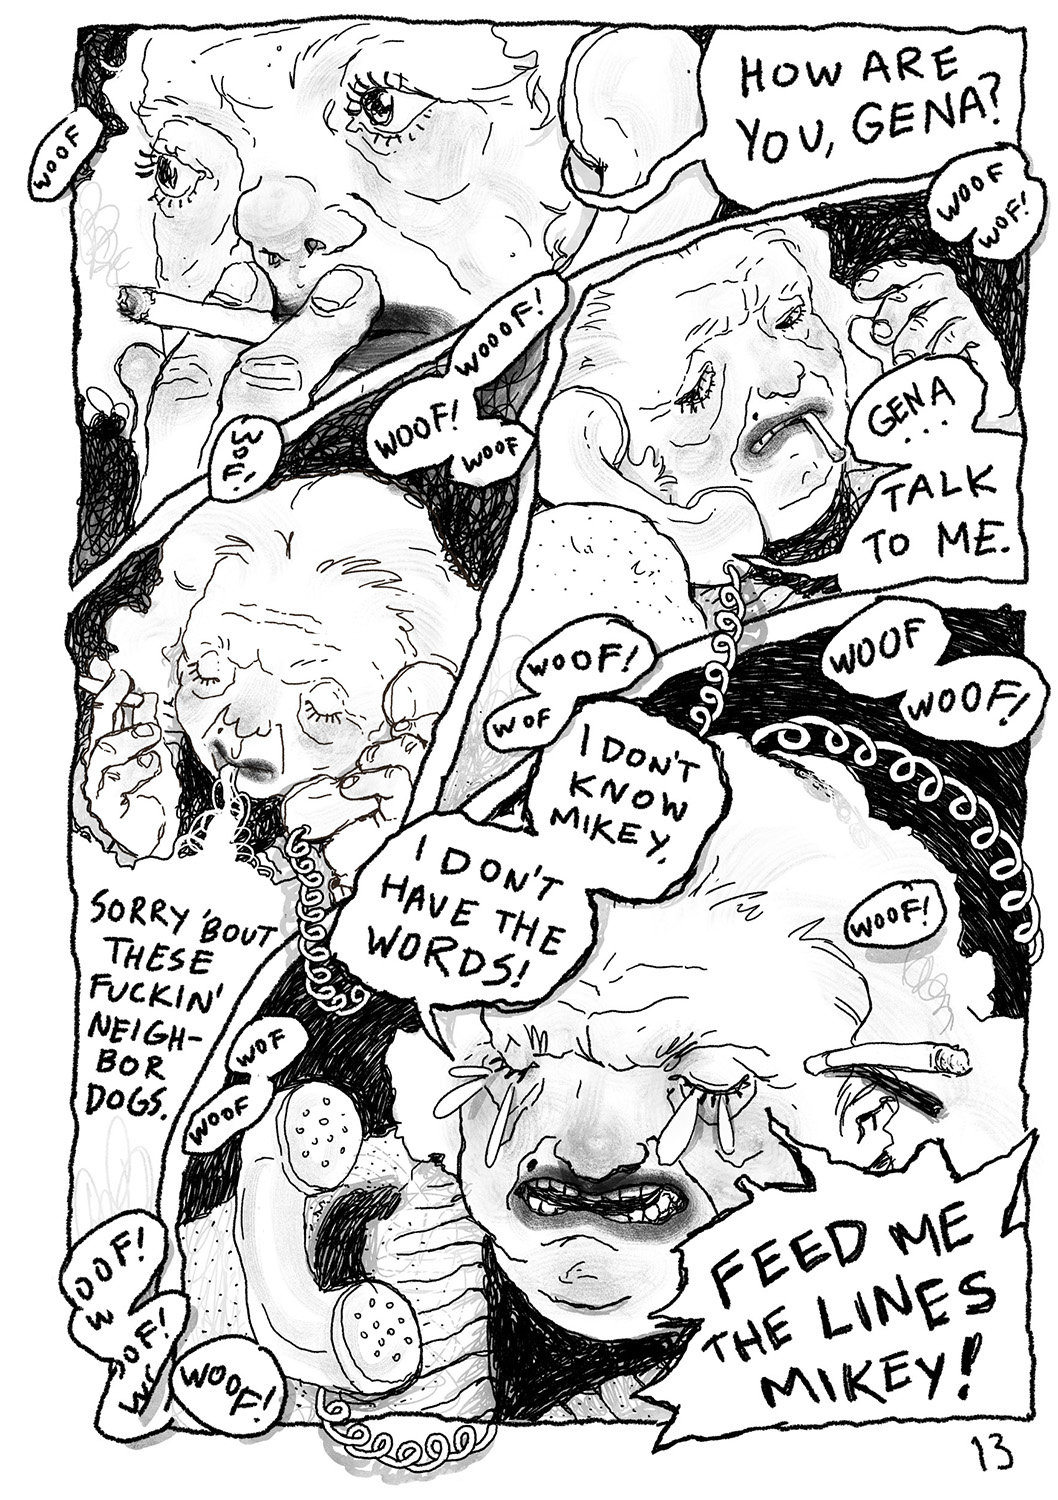 HOW ARE
YOU, GENA?
WOOF
WOOF
WOF!
WOOOF!
WOOF!
WOOF
WOF!
GENA
...
TALK
TO ME.
SORRY 'BOUT
THESE
FUCKIN'
NEIGH-
BOR
DOGS.
WOOF!
WOF
I DON'T
KNOW
MIKEY.
I DON'T
HAVE THE
WORDS!
WOOF
WOOF!
WOOF!
WOF
WOOF
FEED ME
THE LINES
MIKEY!
WOOF!
WOOF!
WOOF!
13